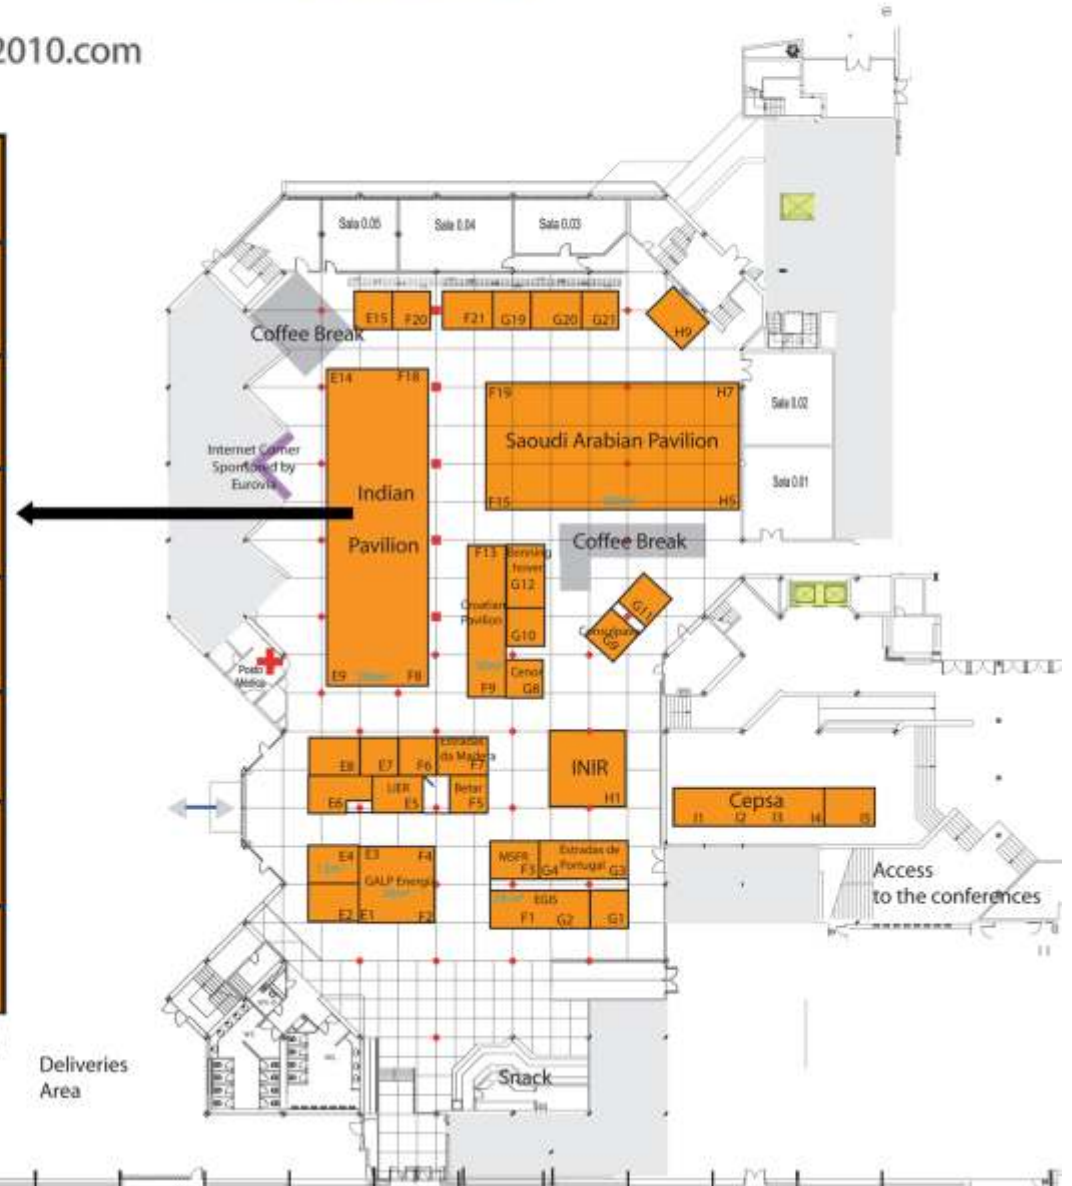 2010.com
Sala 0.05
Sala 0.04
Sala 0.03
E15
F20
F21
G19
G20
G21
H9
Coffee Break
E14
F18
F19
H7
Sala 0.02
Saoudi Arabian Pavilion
Internet Corner
Sponsored by
Eurovia
Indian
Pavilion
F15
H5
Sala 0.01
Coffee Break
F13
G12
Croatian
Pavilion
G10
G11
G9
Posto
Médico
E9
F8
F9
Cenor
G8
E8
E7
F6
Estradas
da Madera
F7
E6
LIER
E5
Betar
F5
INIR
H1
Cepsa
I1
I2
I3
I4
I5
E4
E3
F4
GALP Energia
E2
E1
F2
MSFR
F3
G4
Estradas de
Portugal
G3
EGIS
F1
G2
G1
Access
to the conferences
Deliveries
Area
Snack